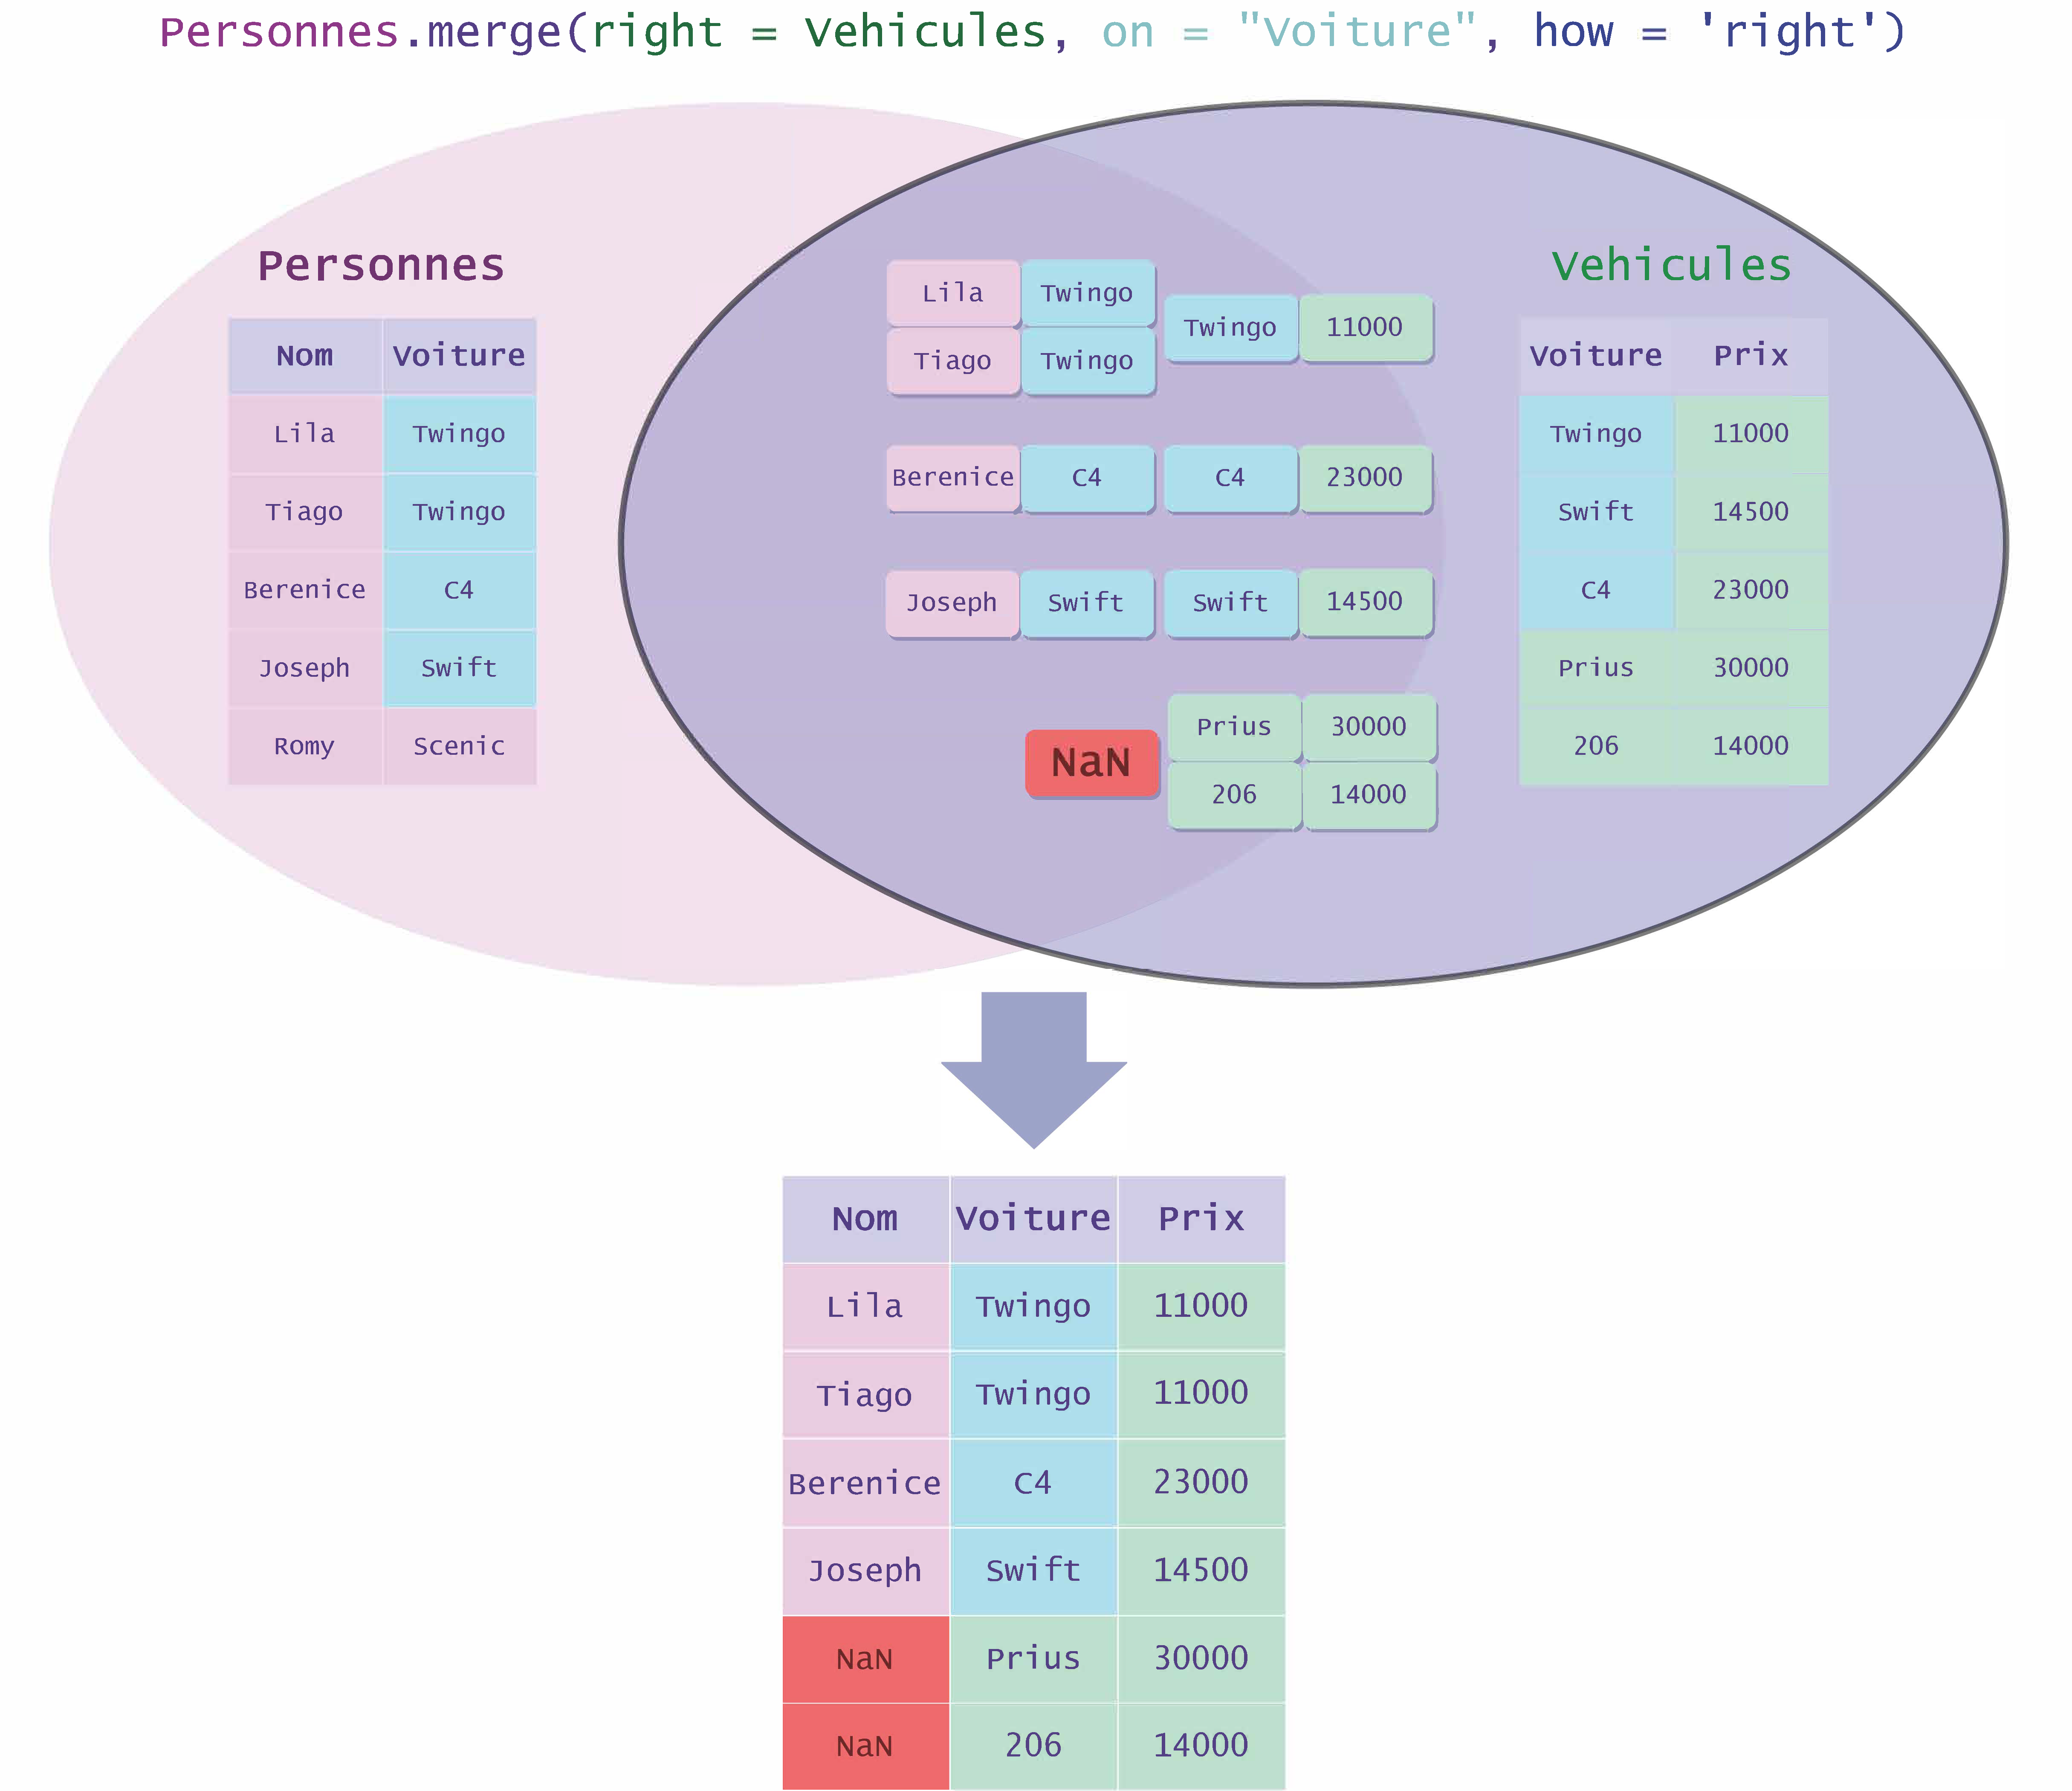 Personnes.merge(right = Vehicules, on = "Voiture", how = 'right')
Personnes
Nom Voiture
Lila Twingo
Tiago Twingo
Berenice C4
Joseph Swift
Romy Scenic
Lila Twingo
Tiago Twingo
Twingo 11000
Berenice C4 C4 23000
Joseph Swift Swift 14500
NaN
Prius 30000
206 14000
Vehicules
Voiture Prix
Twingo 11000
Swift 14500
C4 23000
Prius 30000
206 14000
Nom Voiture Prix
Lila Twingo 11000
Tiago Twingo 11000
Berenice C4 23000
Joseph Swift 14500
NaN Prius 30000
NaN 206 14000